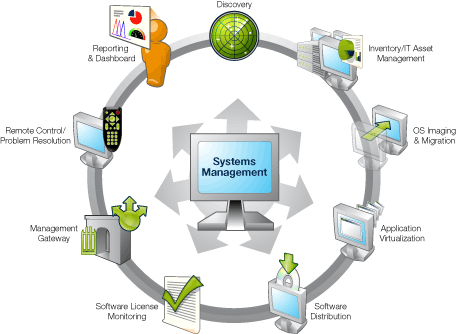 Discovery
Reporting
& Dashboard
Inventory/IT Asset
Management
Remote Control/
Problem Resolution
OS Imaging
& Migration
Systems
Management
Management
Gateway
Application
Virtualization
Software License
Monitoring
Software
Distribution